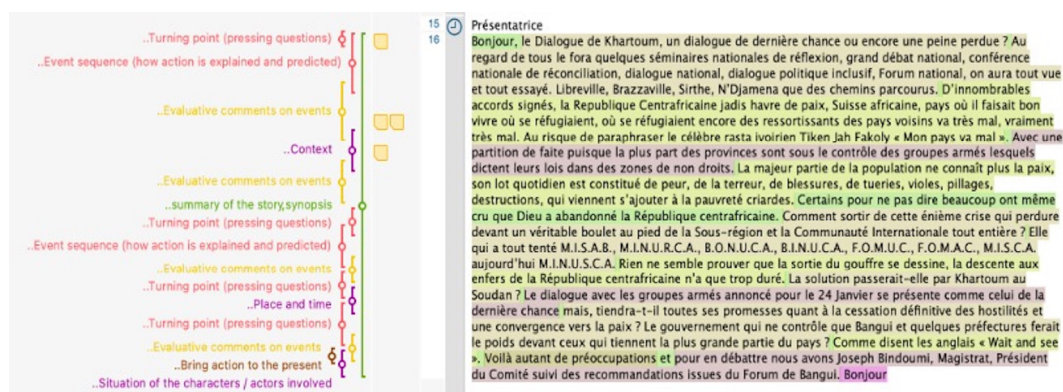 ..Turning point (pressing questions)
..Event sequence (how action is explained and predicted)
..Evaluative comments on events
..Context
..Evaluative comments on events
..summary of the story,synopsis
..Turning point (pressing questions)
..Event sequence (how action is explained and predicted)
..Evaluative comments on events
..Turning point (pressing questions)
..Place and time
..Turning point (pressing questions)
..Evaluative comments on events
..Bring action to the present
..Situation of the characters / actors involved
15
16
Présentatrice
Bonjour, le Dialogue de Khartoum, un dialogue de dernière chance ou encore une peine perdue ? Au
regard de tous le fora quelques séminaires nationales de réflexion, grand débat national, conférence
nationale de réconciliation, dialogue national, dialogue politique inclusif, Forum national, on aura tout vue
et tout essayé. Libreville, Brazzaville, Sirthe, N'Djamena que des chemins parcourus. D'innombrables
accords signés, la Republique Centrafricaine jadis havre de paix, Suisse africaine, pays où il faisait bon
vivre où se réfugiaient, où se réfugiaient encore des ressortissants des pays voisins va très mal, vraiment
très mal. Au risque de paraphraser le célèbre rasta ivoirien Tiken Jah Fakoly « Mon pays va mal ». Avec une
partition de faite puisque la plus part des provinces sont sous le contrôle des groupes armés lesquels
dictent leurs lois dans des zones de non droits. La majeur partie de la population ne connaît plus la paix,
son lot quotidien est constitué de peur, de la terreur, de blessures, de tueries, violes, pillages,
destructions, qui viennent s'ajouter à la pauvreté criardes. Certains pour ne pas dire beaucoup ont même
cru que Dieu a abandonné la République centrafricaine. Comment sortir de cette énième crise qui perdure
devant un véritable boulet au pied de la Sous-région et la Communauté Internationale tout entière ? Elle
qui a tout tenté M.I.S.A.B., M.I.N.U.R.C.A., B.O.N.U.C.A., B.I.N.U.C.A., F.O.M.U.C., F.O.M.A.C., M.I.S.C.A.
aujourd'hui M.I.N.U.S.C.A. Rien ne semble prouver que la sortie du gouffre se dessine, la descente aux
enfers de la République centrafricaine n'a que trop duré. La solution passerait-elle par Khartoum au
Soudan ? Le dialogue avec les groupes armés annoncé pour le 24 Janvier se présente comme celui de la
dernière chance mais, tiendra-t-il toutes ses promesses quant à la cessation définitive des hostilités et
une convergence vers la paix ? Le gouvernement qui ne contrôle que Bangui et quelques préfectures ferait
le poids devant ceux qui tiennent la plus grande partie du pays ? Comme disent les anglais « Wait and see
». Voilà autant de préoccupations et pour en débattre nous avons Joseph Bindoumi, Magistrat, Président
du Comité suivi des recommandations issues du Forum de Bangui. Bonjour